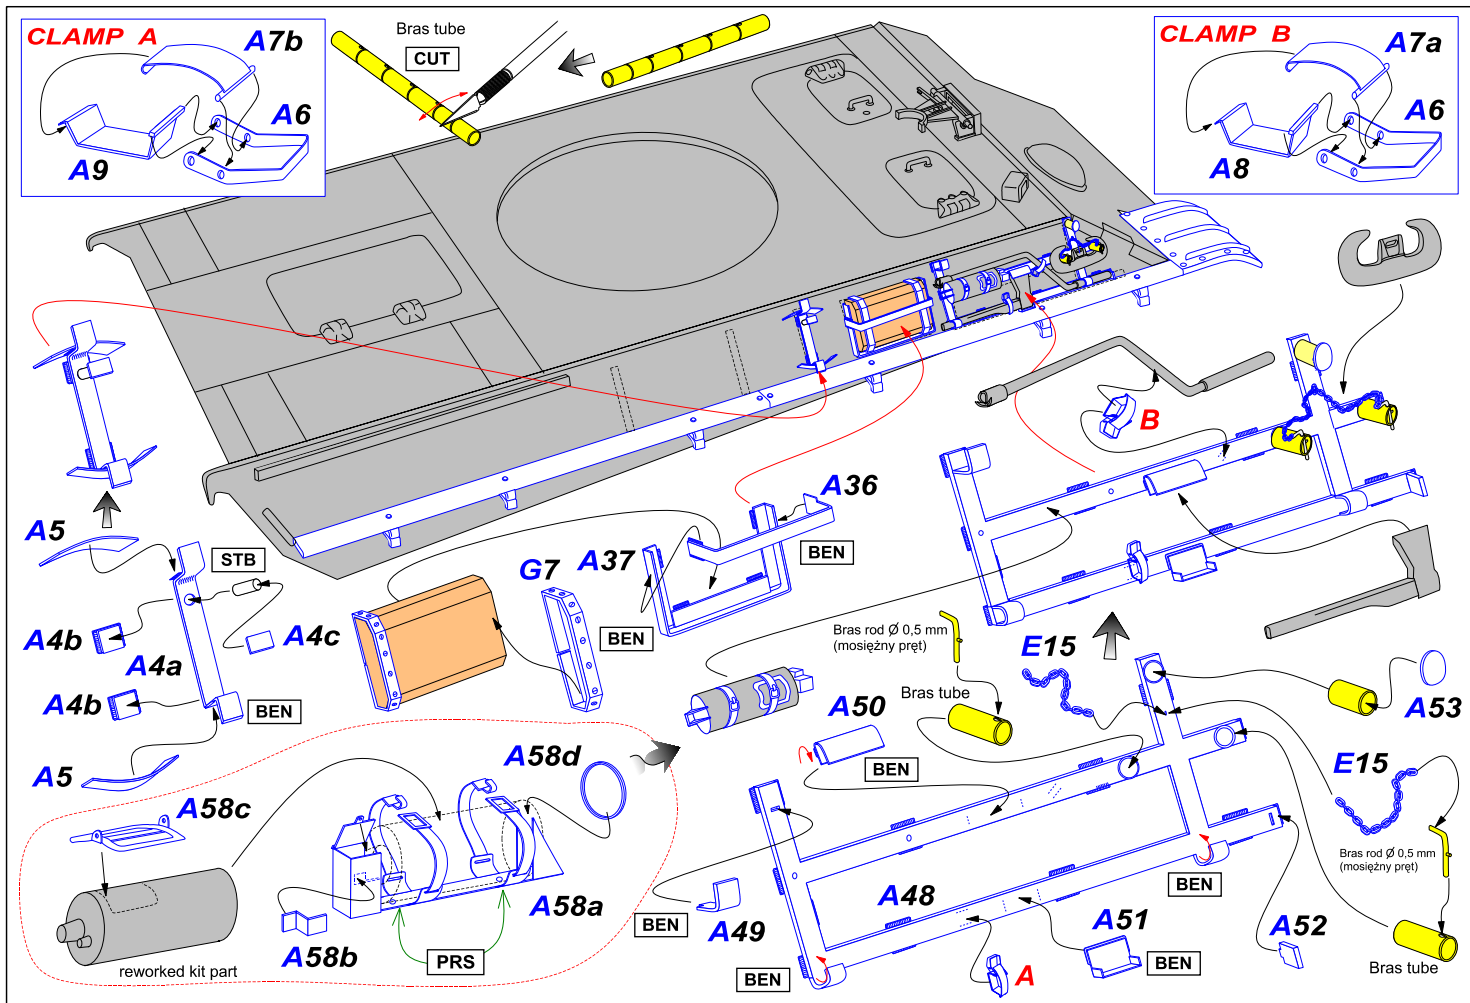 CLAMP A
A7b
A6
A9
Bras tube
CUT
CLAMP B
A7a
A6
A8
B
A36
BEN
A37
BEN
G7
A5
STB
A4b
A4c
A4a
A4b
BEN
A5
Bras rod Ø 0,5 mm
(mosiężny pręt)
E15
Bras tube
A50
BEN
A53
E15
Bras rod Ø 0,5 mm
(mosiężny pręt)
A58d
A58c
A58a
A58b
PRS
reworked kit part
BEN
A49
A48
BEN
A51
BEN
A52
Bras tube
BEN
A